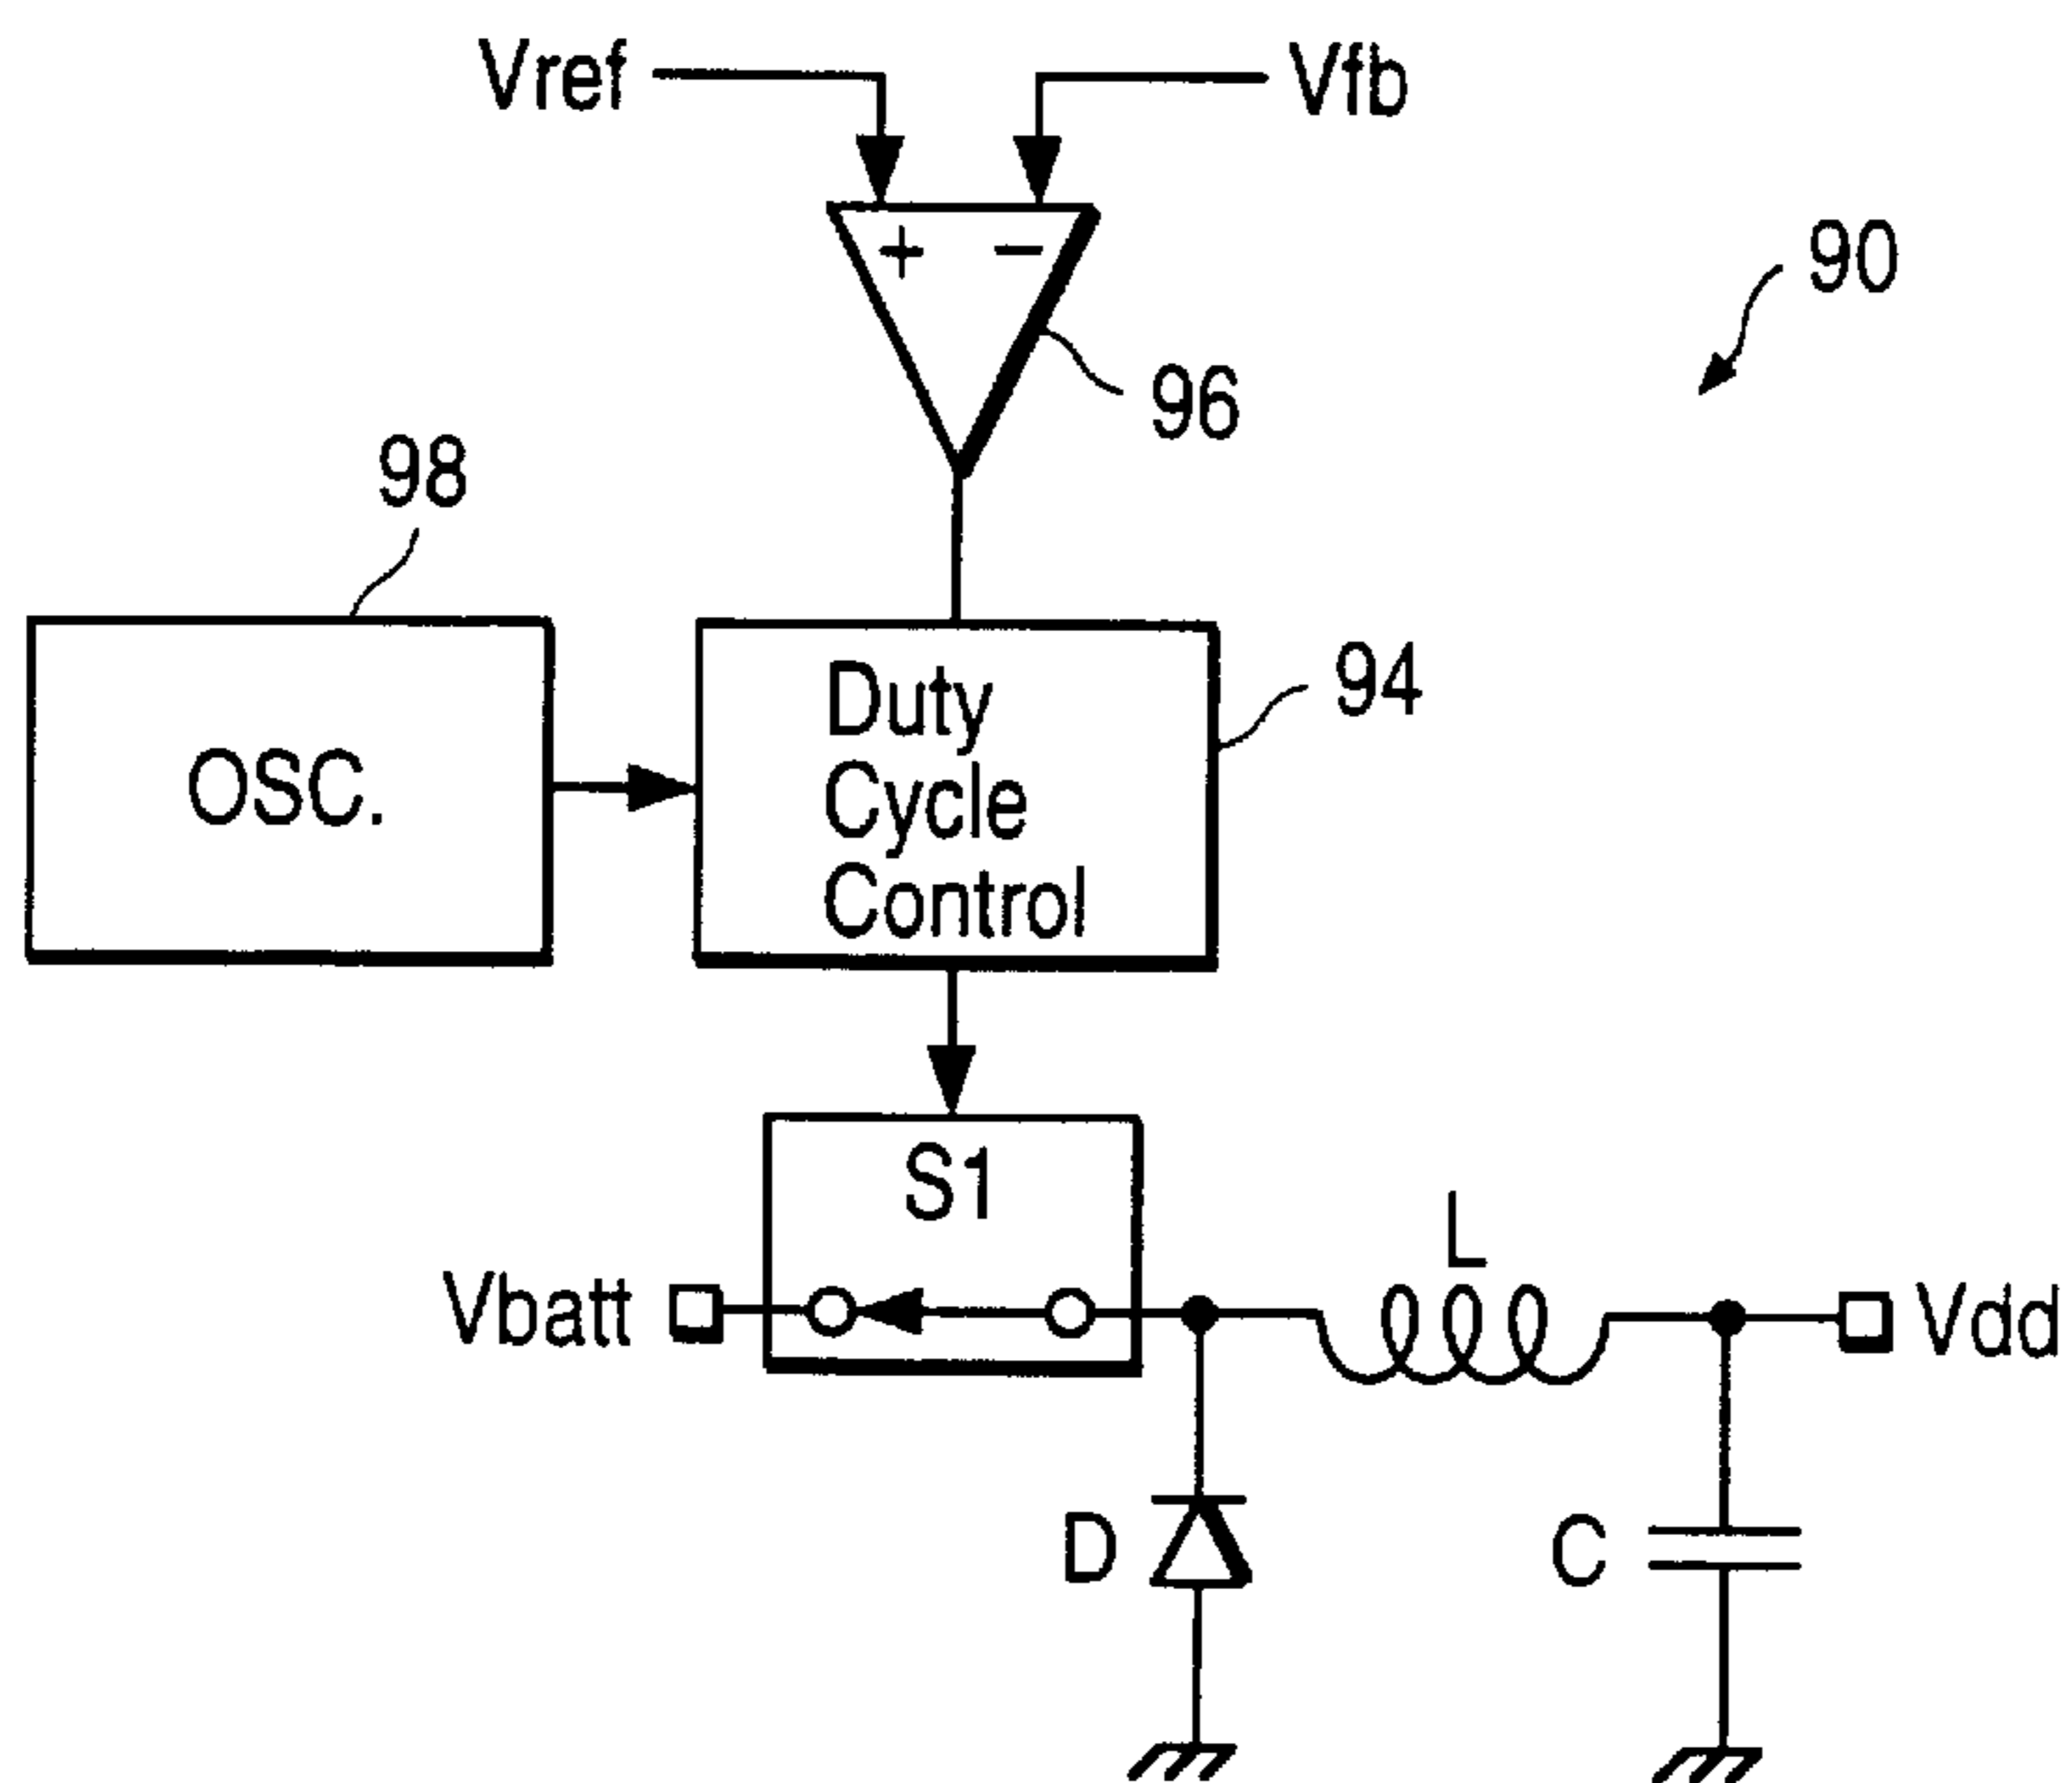 Vref
Vfb
+ −
90
96
98
94
OSC.
Duty
Cycle
Control
S1
L
Vbatt
Vdd
D
C